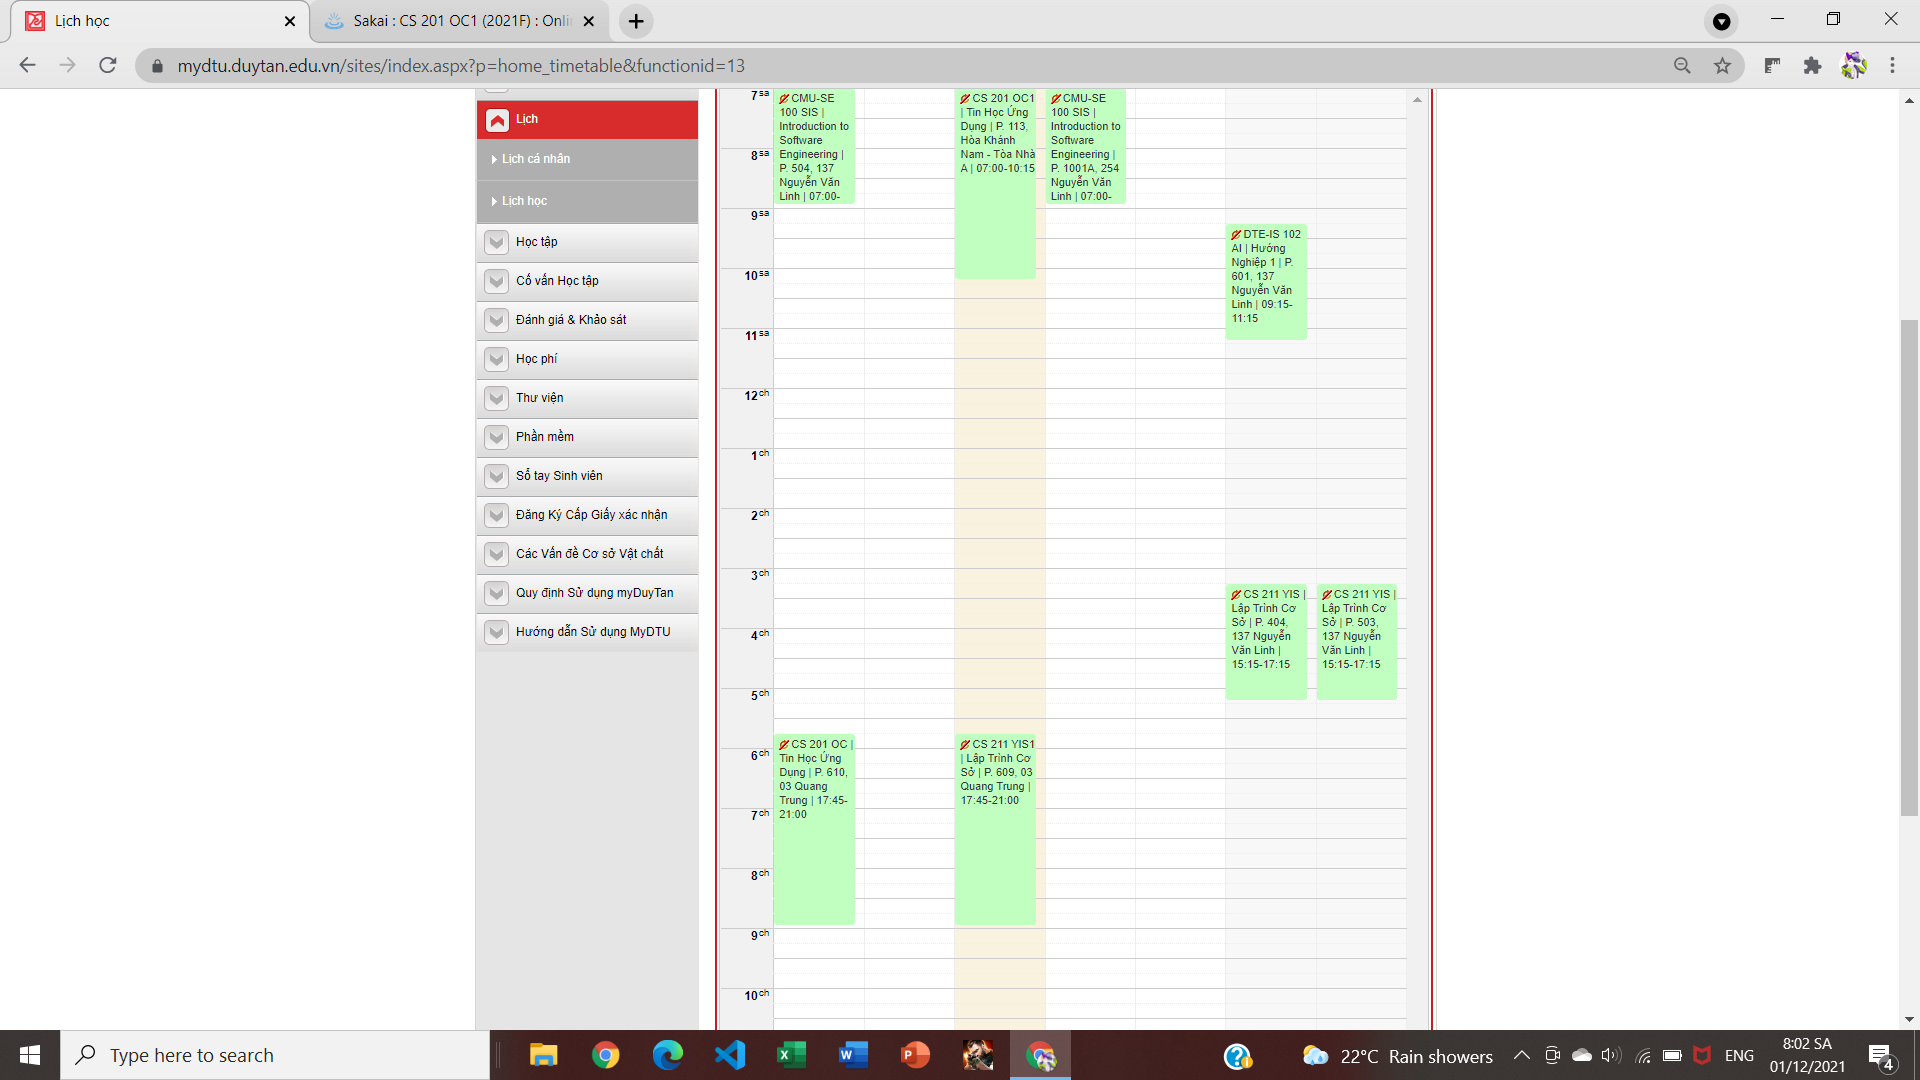 Lịch học
Sakai : CS 201 OC1 (2021F) : Onli
mydtu.duytan.edu.vn/sites/index.aspx?p=home_timetable&functionid=13
Lịch
Lịch cá nhân
Lịch học
Học tập
Cố vấn Học tập
Đánh giá & Khảo sát
Học phí
Thư viện
Phần mềm
Sổ tay Sinh viên
Đăng Ký Cấp Giấy xác nhận
Các Vấn đề Cơ sở Vật chất
Quy định Sử dụng myDuyTan
Hướng dẫn Sử dụng MyDTU
7 sa
8 sa
9 sa
10 sa
11 sa
12 ch
1 ch
2 ch
3 ch
4 ch
5 ch
6 ch
7 ch
8 ch
9 ch
10 ch
CMU-SE
100 SIS |
Introduction to
Software
Engineering |
P. 504, 137
Nguyễn Văn
Linh | 07:00-
CS 201 OC1
| Tin Học Ứng
Dụng | P. 113,
Hòa Khánh
Nam - Tòa Nhà
A | 07:00-10:15
CMU-SE
100 SIS |
Introduction to
Software
Engineering |
P. 1001A, 254
Nguyễn Văn
Linh | 07:00-
DTE-IS 102
AI | Hướng
Nghiệp 1 | P.
601, 137
Nguyễn Văn
Linh | 09:15-
11:15
CS 211 YIS |
Lập Trình Cơ
Sở | P. 404,
137 Nguyễn
Văn Linh |
15:15-17:15
CS 211 YIS |
Lập Trình Cơ
Sở | P. 503,
137 Nguyễn
Văn Linh |
15:15-17:15
CS 201 OC |
Tin Học Ứng
Dụng | P. 610,
03 Quang
Trung | 17:45-
21:00
CS 211 YIS1
| Lập Trình Cơ
Sở | P. 609, 03
Quang Trung |
17:45-21:00
Type here to search
22°C Rain showers
ENG
8:02 SA
01/12/2021
4